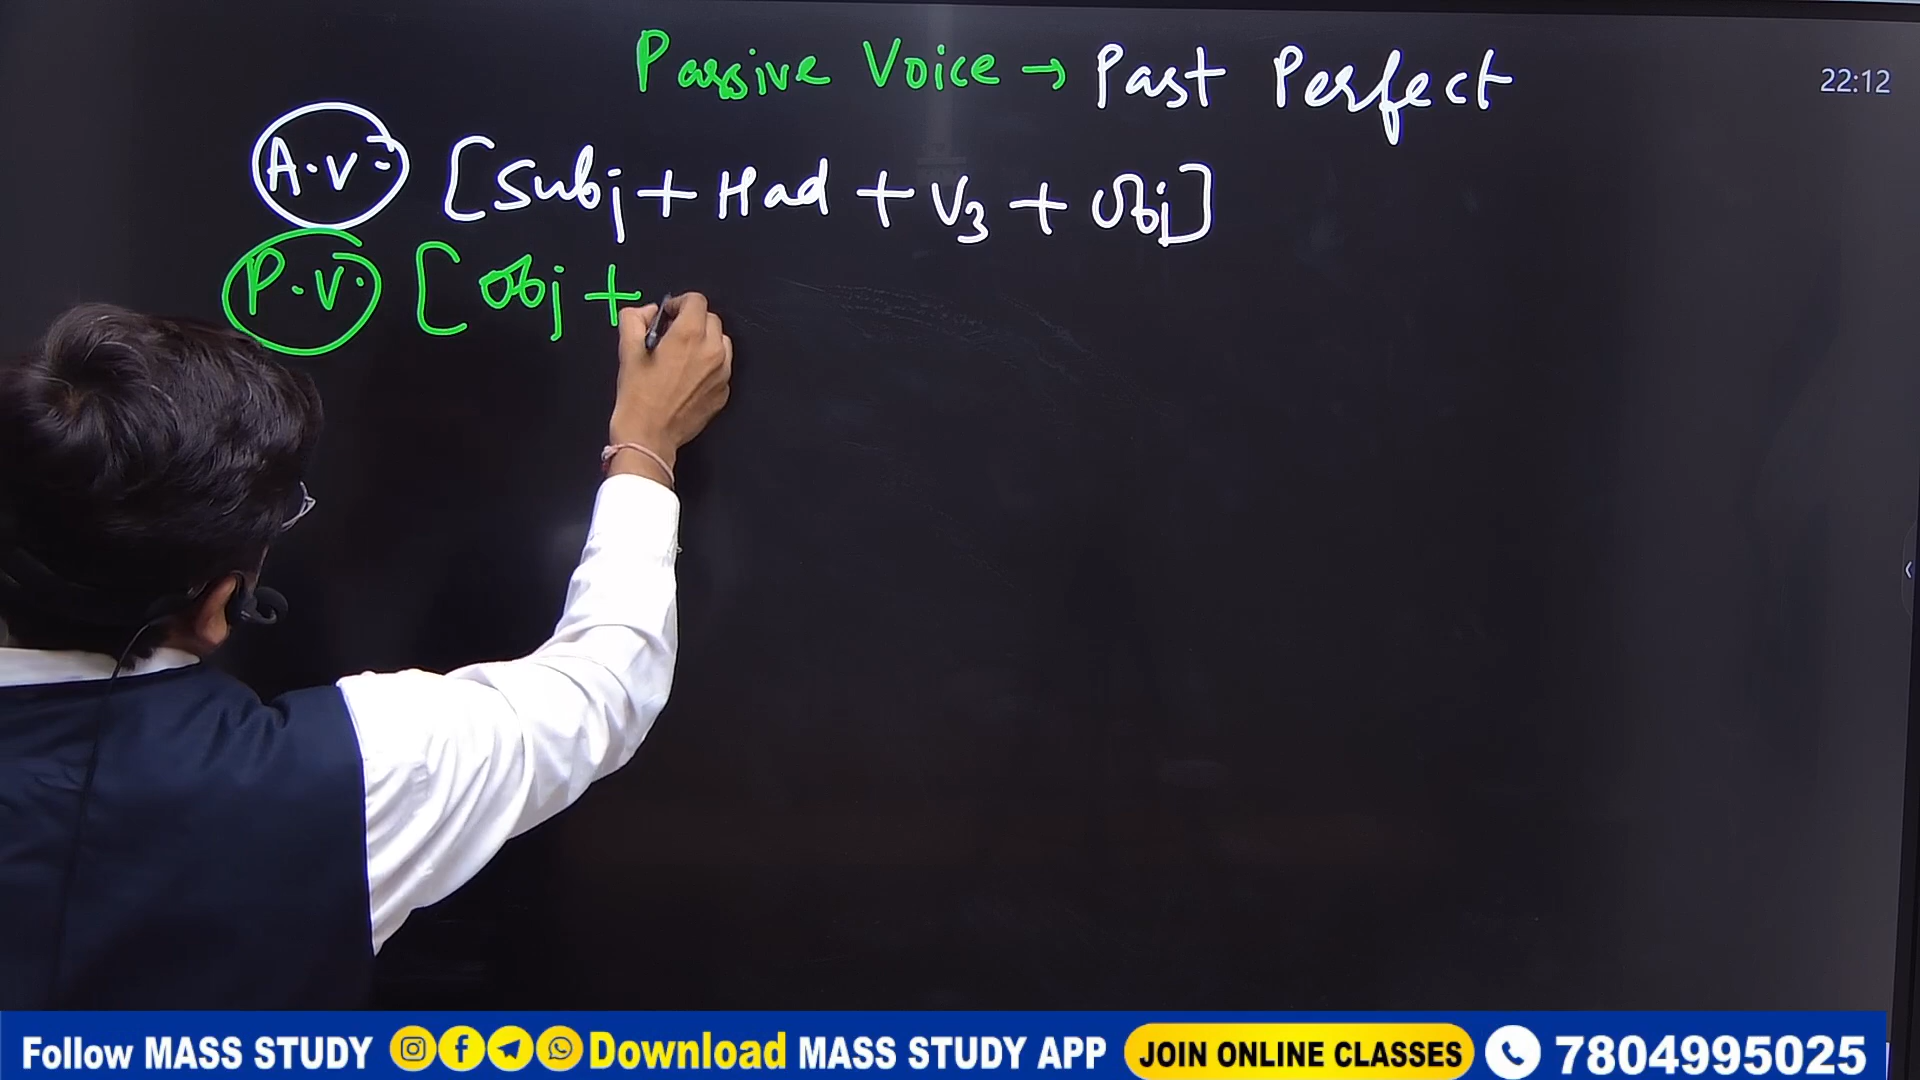 Passive Voice → Past Perfect
22:12
A.V. [Subj + Had + V3 + Obj]
P.V. [Obj +
Follow MASS STUDY Download MASS STUDY APP JOIN ONLINE CLASSES 7804995025